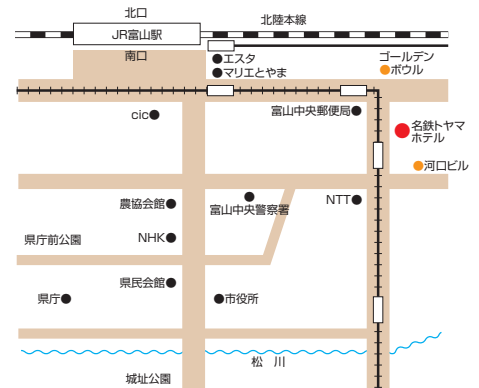 北口
北陸本線
JR富山駅
南口
エスタ
マリエとやま
ゴールデン
ボウル
cic
富山中央郵便局
名鉄トヤマ
ホテル
河口ビル
農協会館
富山中央警察署
NTT
県庁前公園
NHK
県民会館
県庁
市役所
松川
城址公園